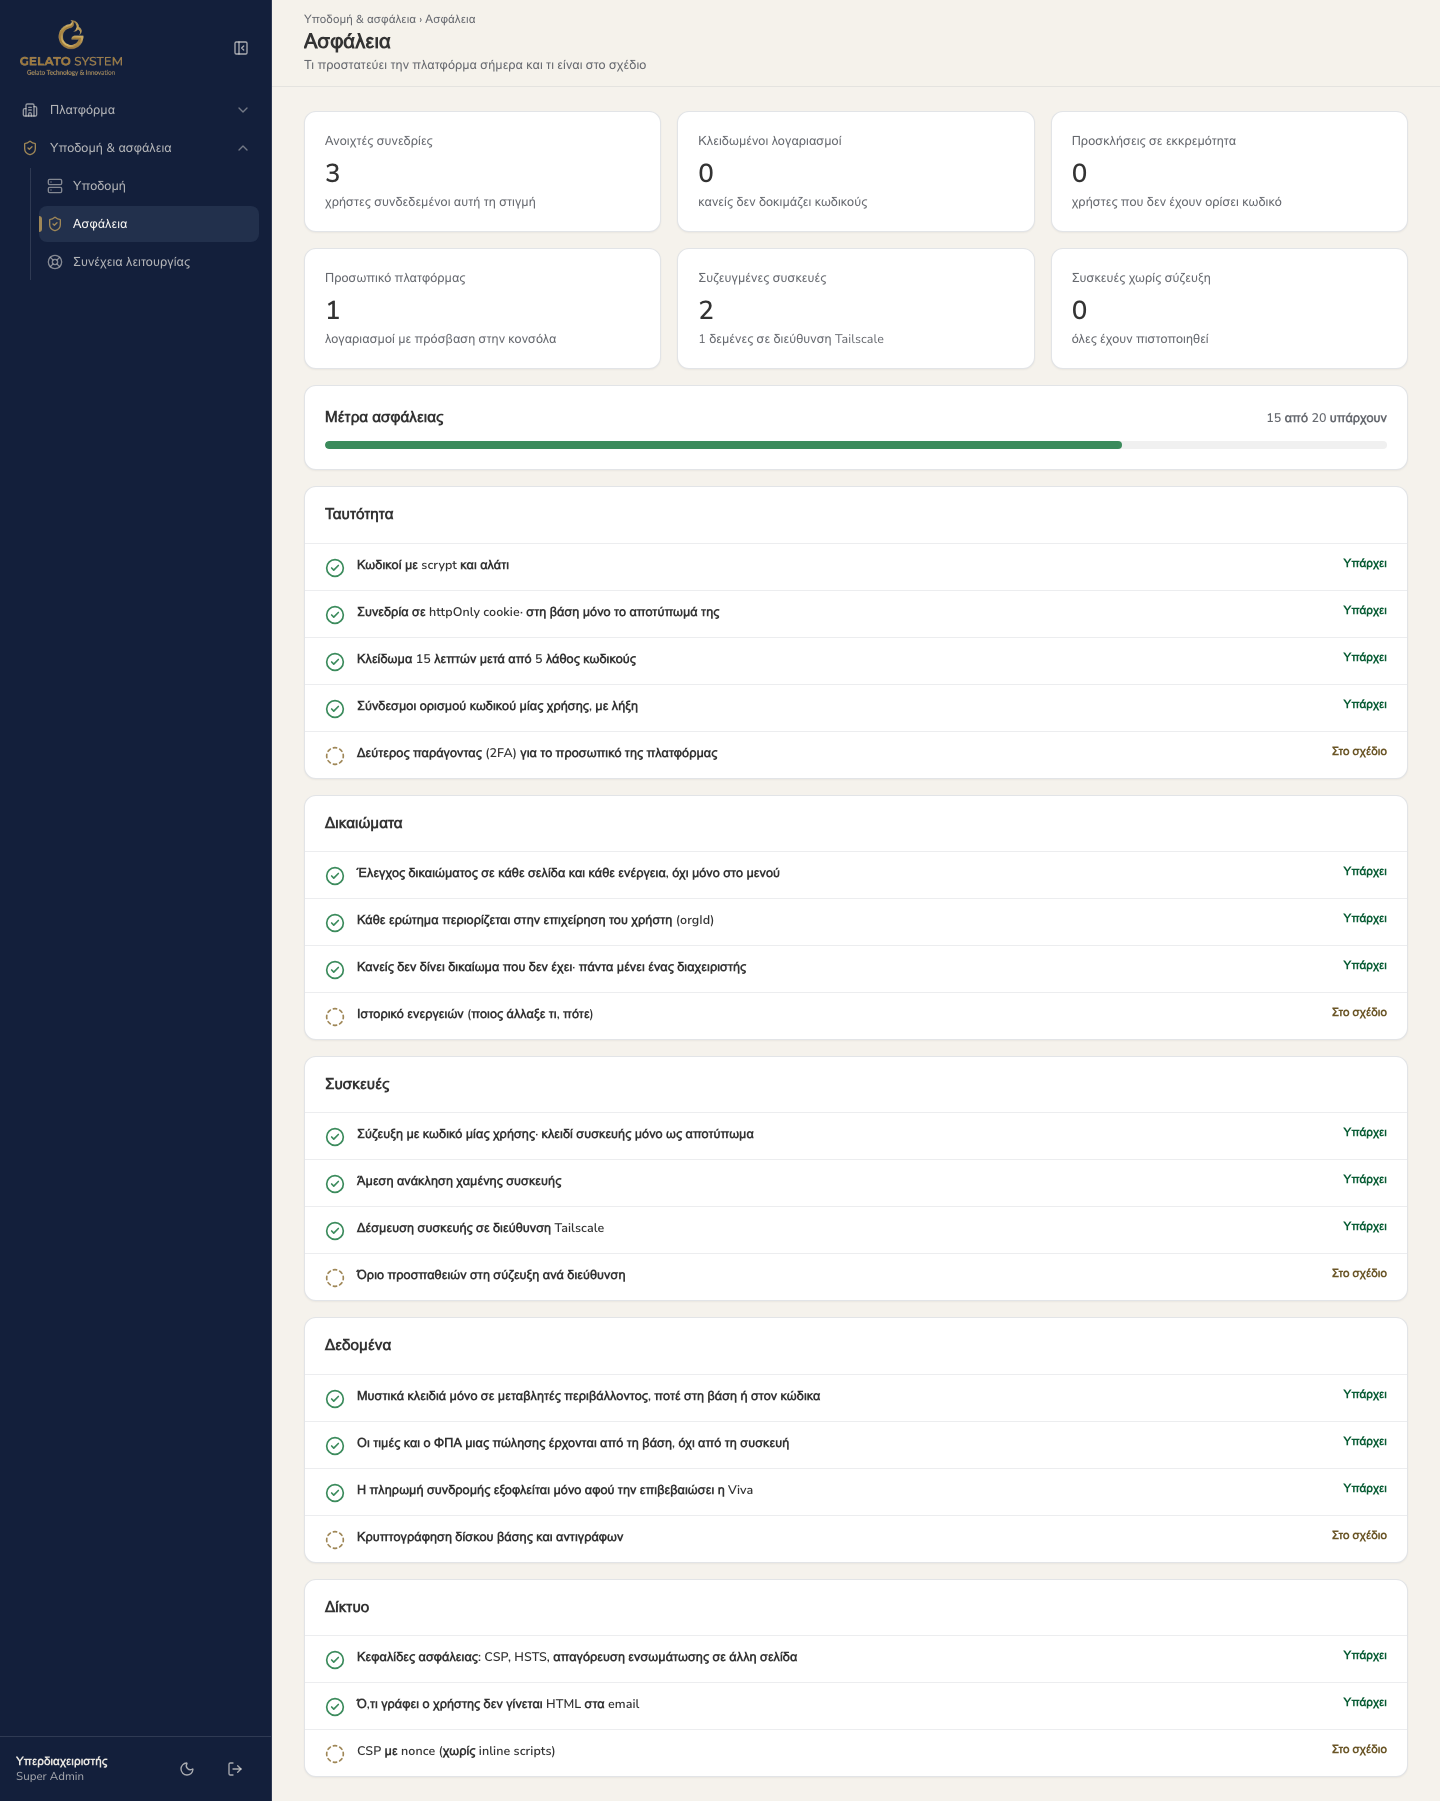 GELATO SYSTEM
Gelato Technology & Innovation
Πλατφόρμα
Υποδομή & ασφάλεια
Υποδομή
Ασφάλεια
Συνέχεια λειτουργίας
Υπερδιαχειριστής
Super Admin
Υποδομή & ασφάλεια › Ασφάλεια
Ασφάλεια
Τι προστατεύει την πλατφόρμα σήμερα και τι είναι στο σχέδιο
Ανοιχτές συνεδρίες
3
χρήστες συνδεδεμένοι αυτή τη στιγμή
Κλειδωμένοι λογαριασμοί
0
κανείς δεν δοκιμάζει κωδικούς
Προσκλήσεις σε εκκρεμότητα
0
χρήστες που δεν έχουν ορίσει κωδικό
Προσωπικό πλατφόρμας
1
λογαριασμοί με πρόσβαση στην κονσόλα
Συζευγμένες συσκευές
2
1 δεμένες σε διεύθυνση Tailscale
Συσκευές χωρίς σύζευξη
0
όλες έχουν πιστοποιηθεί
Μέτρα ασφάλειας
15 από 20 υπάρχουν
Ταυτότητα
Κωδικοί με scrypt και αλάτι
Υπάρχει
Συνεδρία σε httpOnly cookie· στη βάση μόνο το αποτύπωμά της
Υπάρχει
Κλείδωμα 15 λεπτών μετά από 5 λάθος κωδικούς
Υπάρχει
Σύνδεσμοι ορισμού κωδικού μίας χρήσης, με λήξη
Υπάρχει
Δεύτερος παράγοντας (2FA) για το προσωπικό της πλατφόρμας
Στο σχέδιο
Δικαιώματα
Έλεγχος δικαιώματος σε κάθε σελίδα και κάθε ενέργεια, όχι μόνο στο μενού
Υπάρχει
Κάθε ερώτημα περιορίζεται στην επιχείρηση του χρήστη (orgId)
Υπάρχει
Κανείς δεν δίνει δικαίωμα που δεν έχει· πάντα μένει ένας διαχειριστής
Υπάρχει
Ιστορικό ενεργειών (ποιος άλλαξε τι, πότε)
Στο σχέδιο
Συσκευές
Σύζευξη με κωδικό μίας χρήσης· κλειδί συσκευής μόνο ως αποτύπωμα
Υπάρχει
Άμεση ανάκληση χαμένης συσκευής
Υπάρχει
Δέσμευση συσκευής σε διεύθυνση Tailscale
Υπάρχει
Όριο προσπαθειών στη σύζευξη ανά διεύθυνση
Στο σχέδιο
Δεδομένα
Μυστικά κλειδιά μόνο σε μεταβλητές περιβάλλοντος, ποτέ στη βάση ή στον κώδικα
Υπάρχει
Οι τιμές και ο ΦΠΑ μιας πώλησης έρχονται από τη βάση, όχι από τη συσκευή
Υπάρχει
Η πληρωμή συνδρομής εξοφλείται μόνο αφού την επιβεβαιώσει η Viva
Υπάρχει
Κρυπτογράφηση δίσκου βάσης και αντιγράφων
Στο σχέδιο
Δίκτυο
Κεφαλίδες ασφάλειας: CSP, HSTS, απαγόρευση ενσωμάτωσης σε άλλη σελίδα
Υπάρχει
Ό,τι γράφει ο χρήστης δεν γίνεται HTML στα email
Υπάρχει
CSP με nonce (χωρίς inline scripts)
Στο σχέδιο